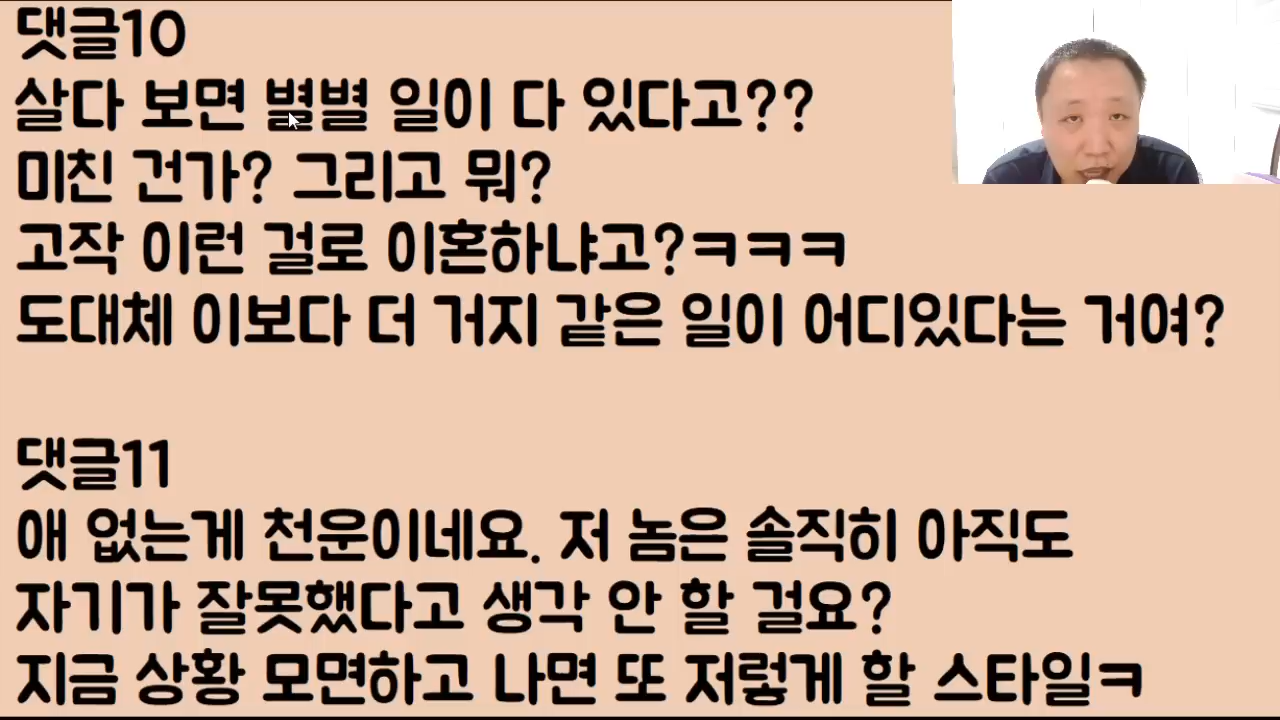 댓글10
살다 보면 별별 일이 다 있다고??
미친 건가? 그리고 뭐?
고작 이런 걸로 이혼하냐고?ㅋㅋㅋ
도대체 이보다 더 거지 같은 일이 어디있다는 거여?
댓글11
애 없는게 천운이네요. 저 놈은 솔직히 아직도
자기가 잘못했다고 생각 안 할 걸요?
지금 상황 모면하고 나면 또 저렇게 할 스타일ㅋ